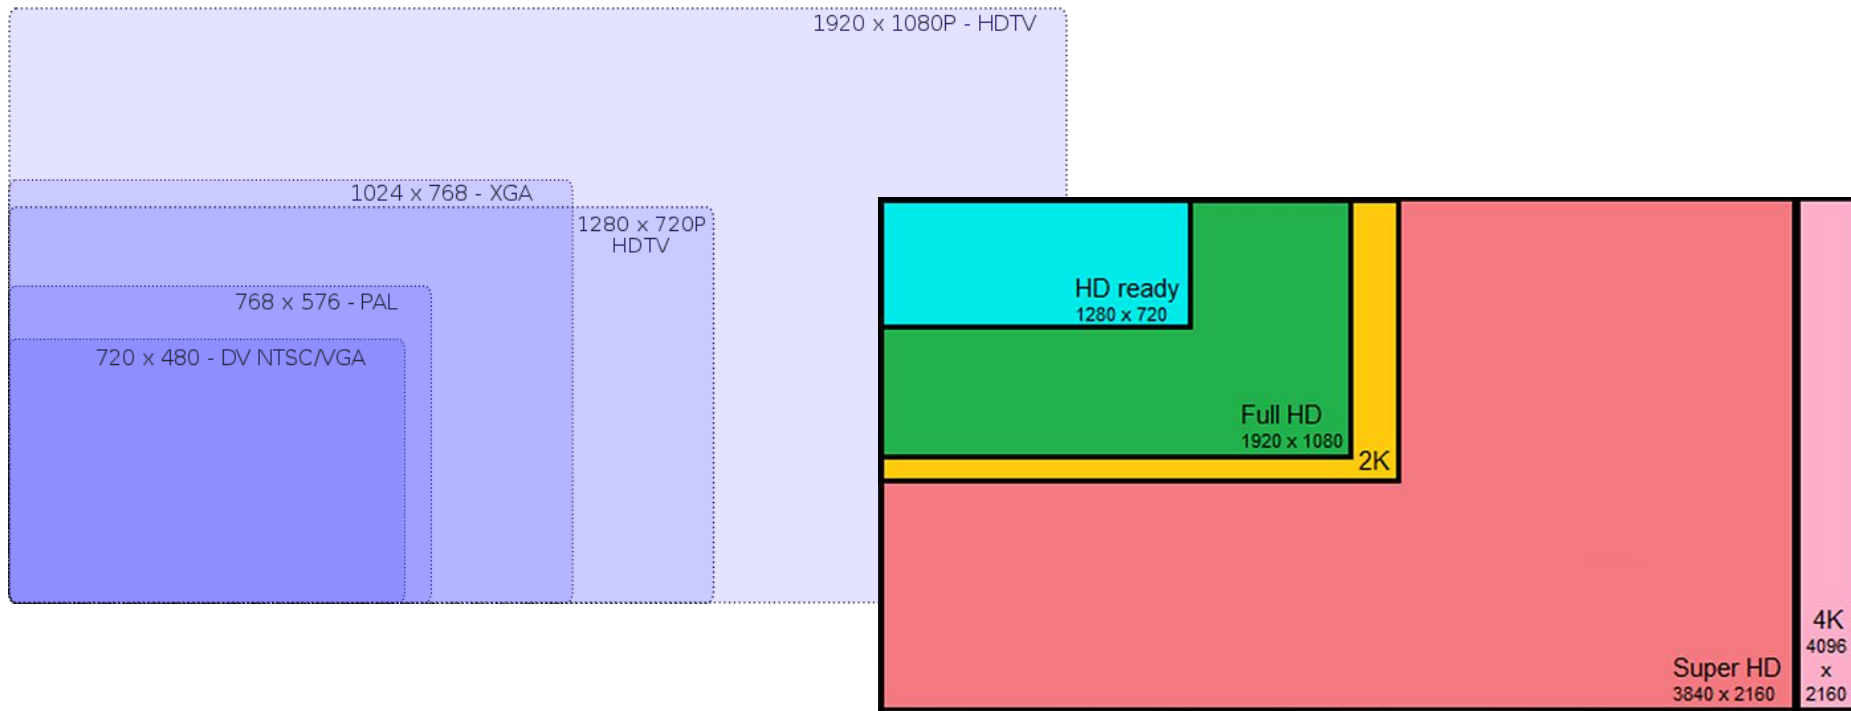 1920 x 1080P - HDTV
1024 x 768 - XGA
1280 x 720P
HDTV
768 x 576 - PAL
720 x 480 - DV NTSC/VGA
HD ready
1280 x 720
Full HD
1920 x 1080
2K
Super HD
3840 x 2160
4K
4096
x
2160